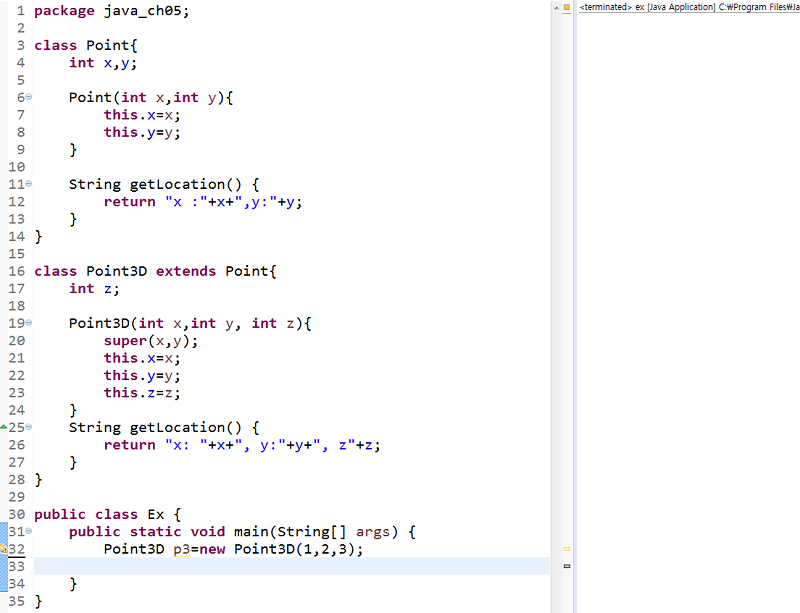 1 package java_ch05;
2
3 class Point{
4     int x,y;
5
6     Point(int x,int y){
7         this.x=x;
8         this.y=y;
9     }
10
11     String getLocation() {
12         return "x :"+x+",y:"+y;
13     }
14 }
15
16 class Point3D extends Point{
17     int z;
18
19     Point3D(int x,int y, int z){
20         super(x,y);
21         this.x=x;
22         this.y=y;
23         this.z=z;
24     }
25     String getLocation() {
26         return "x: "+x+", y:"+y+", z"+z;
27     }
28 }
29
30 public class Ex {
31     public static void main(String[] args) {
32         Point3D p3=new Point3D(1,2,3);
33
34     }
35 }
<terminated> ex [Java Application] C:₩Program Files₩Ja